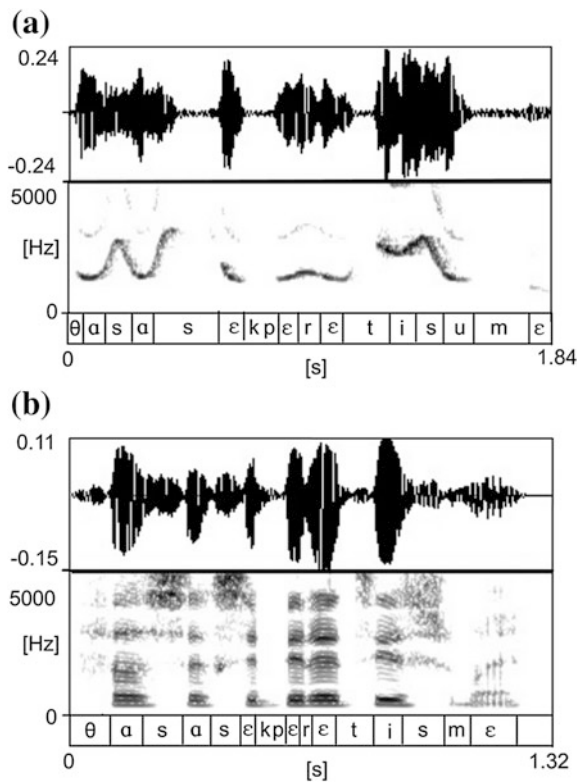 (a)
0.24
-0.24
5000
[Hz]
0
θ ɑ s ɑ s ɛ kp ɛ r ɛ t i s u m ɛ
0 1.84
[s]
(b)
0.11
-0.15
5000
[Hz]
0
θ ɑ s ɑ s ɛ kp ɛ r ɛ t i s m ɛ
0 1.32
[s]